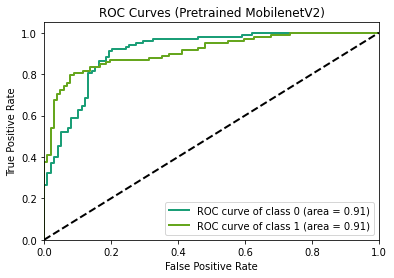 ROC Curves (Pretrained MobilenetV2)
True Positive Rate
1.0
0.8
0.6
0.4
0.2
0.0
ROC curve of class 0 (area = 0.91)
ROC curve of class 1 (area = 0.91)
0.0 0.2 0.4 0.6 0.8 1.0
False Positive Rate